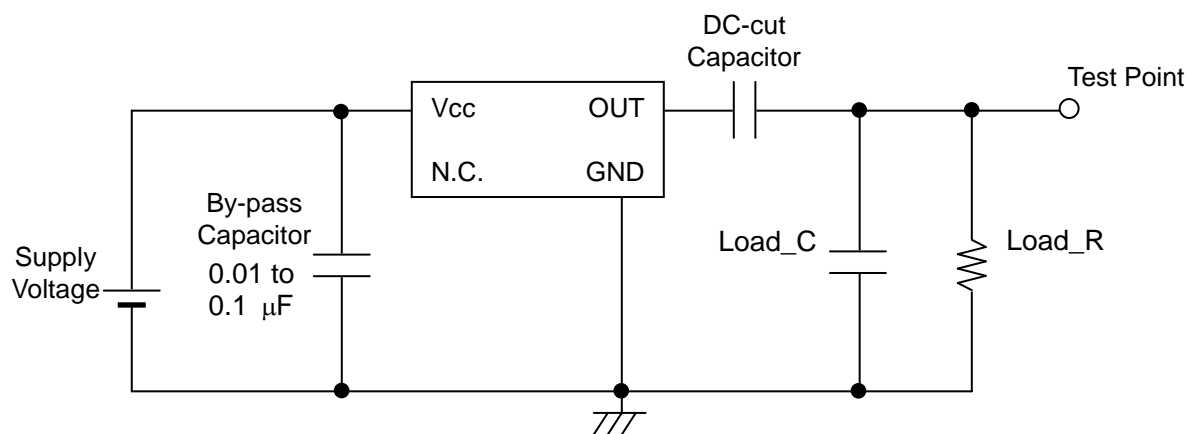 DC-cut
Capacitor
Test Point
Vcc
OUT
N.C.
GND
By-pass
Capacitor
0.01 to
0.1 μF
Supply
Voltage
Load_C
Load_R